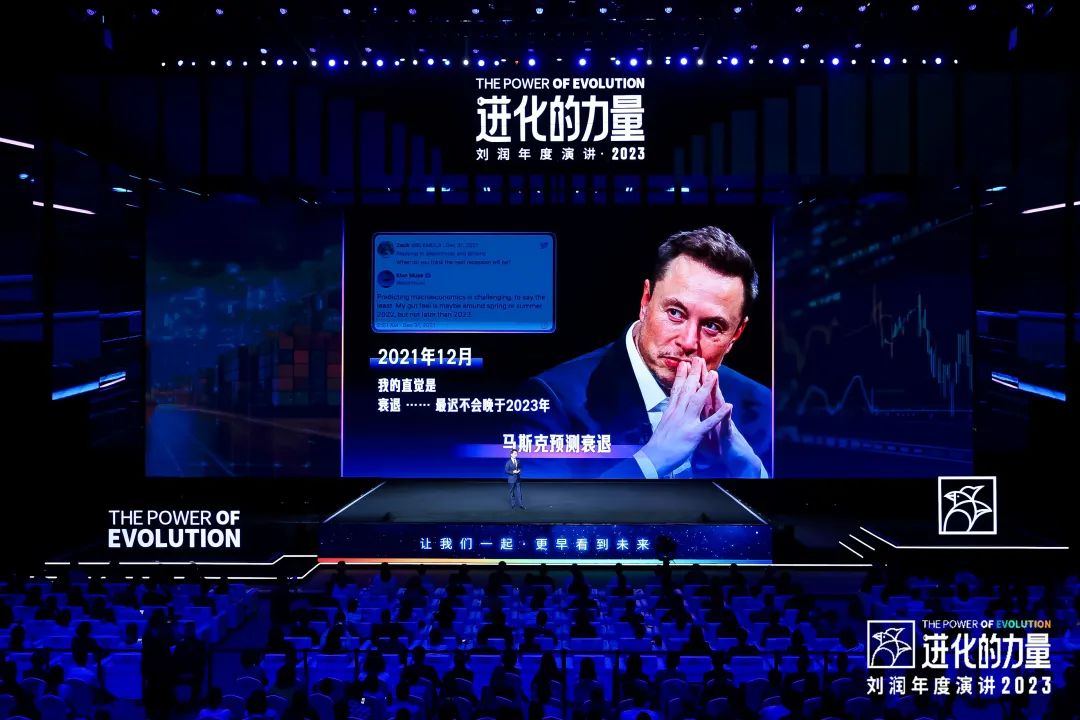 THE POWER OF EVOLUTION
进化的力量
刘润年度演讲·2023
Replying to
Elon Musk
Predicting macroeconomics is challenging, to say the
least. My gut feel is maybe around spring or summer
2022, but not later than 2023.
2021年12月
我的直觉是
衰退 …… 最迟不会晚于2023年
马斯克预测衰退
THE POWER OF
EVOLUTION
让我们一起·更早看到未来
THE POWER OF EVOLUTION
进化的力量
刘润年度演讲2023